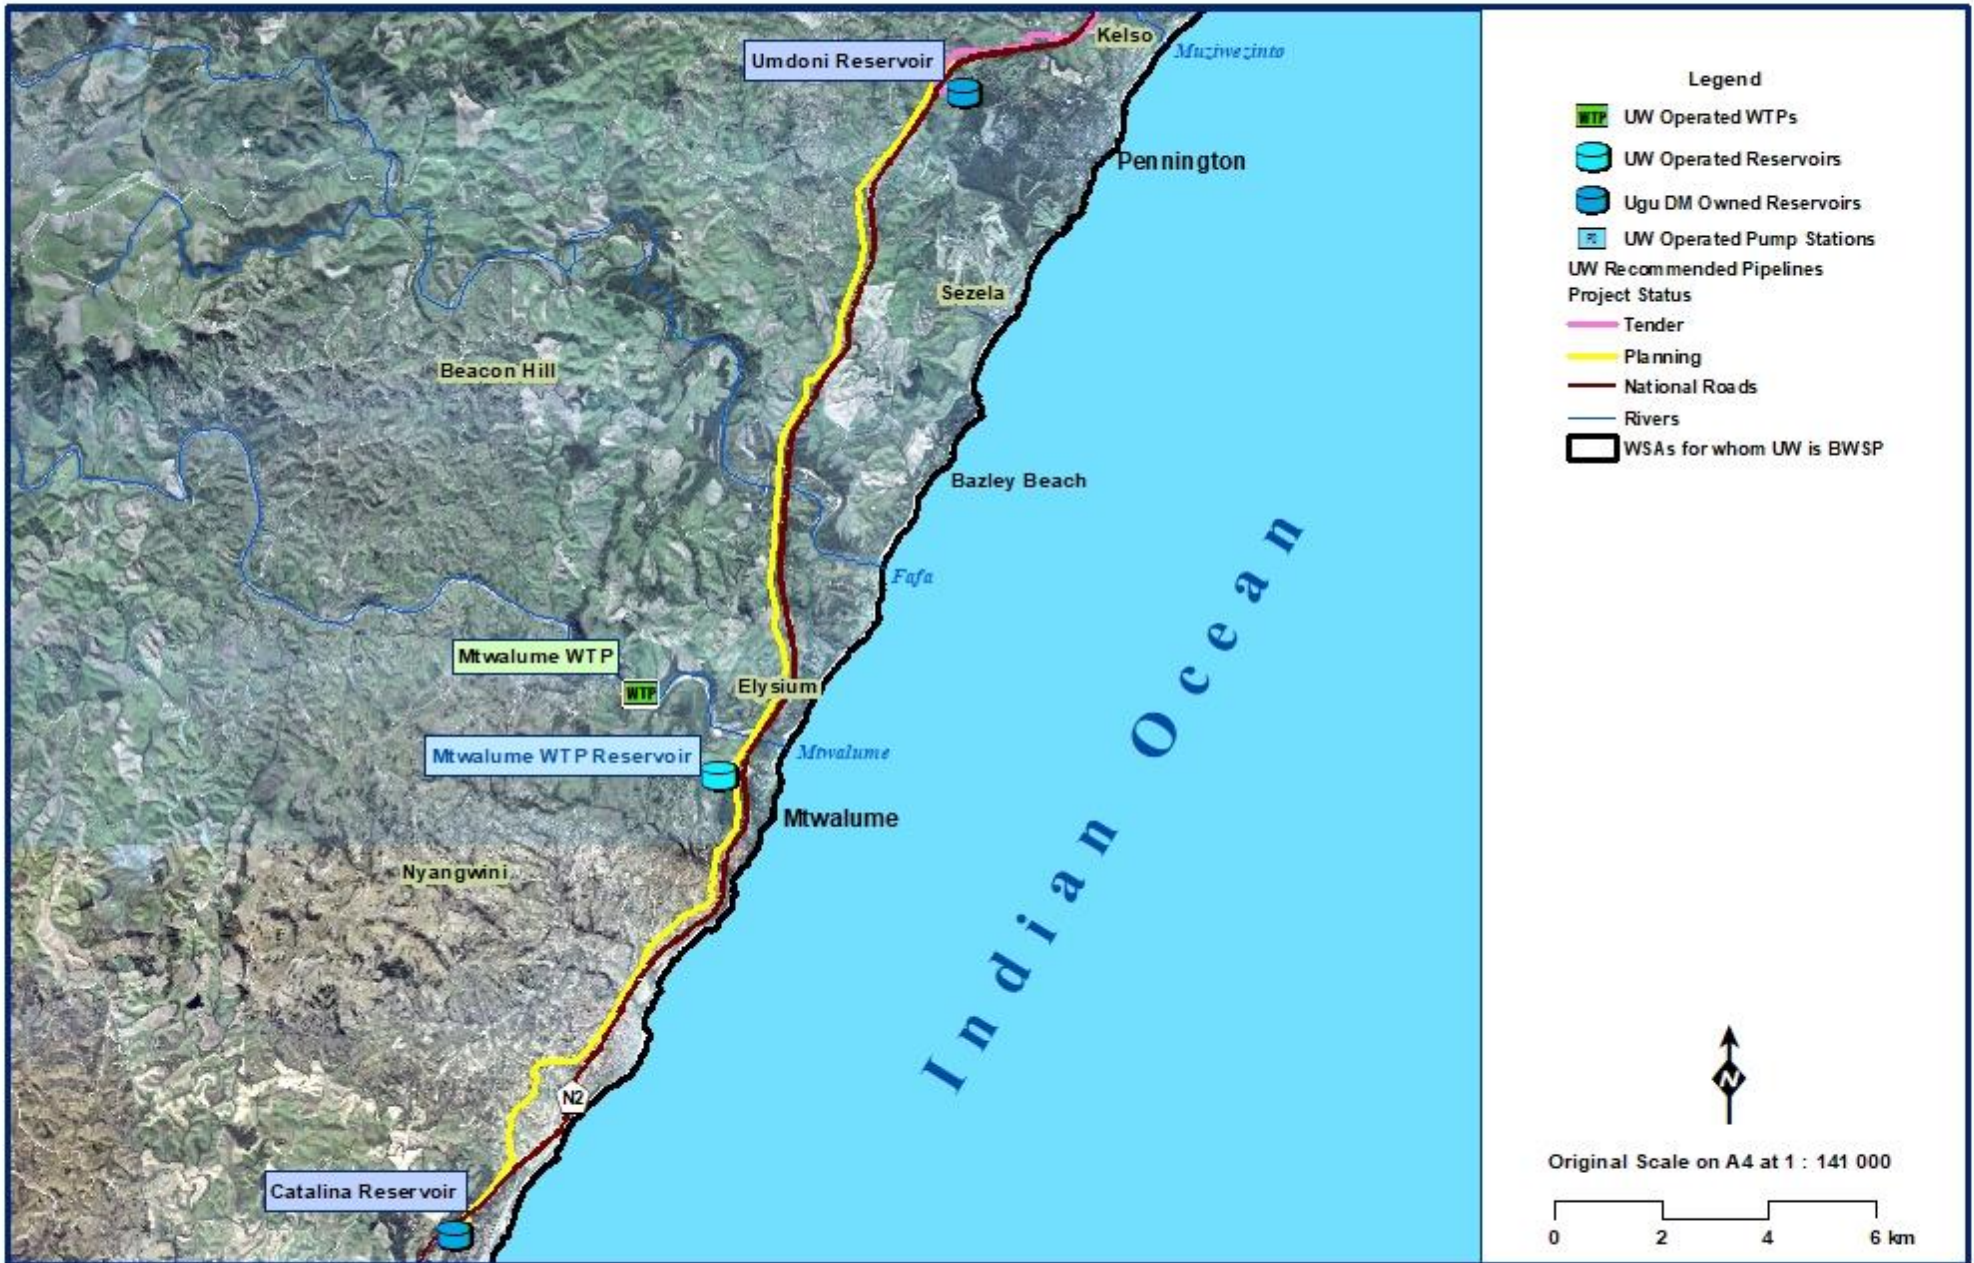 Kelso
Muziwezinto
Umdoni Reservoir
Pennington
Sezela
Beacon Hill
Bazley Beach
Fafa
Mtwalume WTP
WTP
Elysium
Mtwalume WTP Reservoir
Mtwalume
Mtwalume
Nyangwini
Indian Ocean
N2
Catalina Reservoir
Legend
WTP UW Operated WTPs
UW Operated Reservoirs
Ugu DM Owned Reservoirs
UW Operated Pump Stations
UW Recommended Pipelines
Project Status
Tender
Planning
National Roads
Rivers
WSAs for whom UW is BWSP
N
Original Scale on A4 at 1 : 141 000
0 2 4 6 km